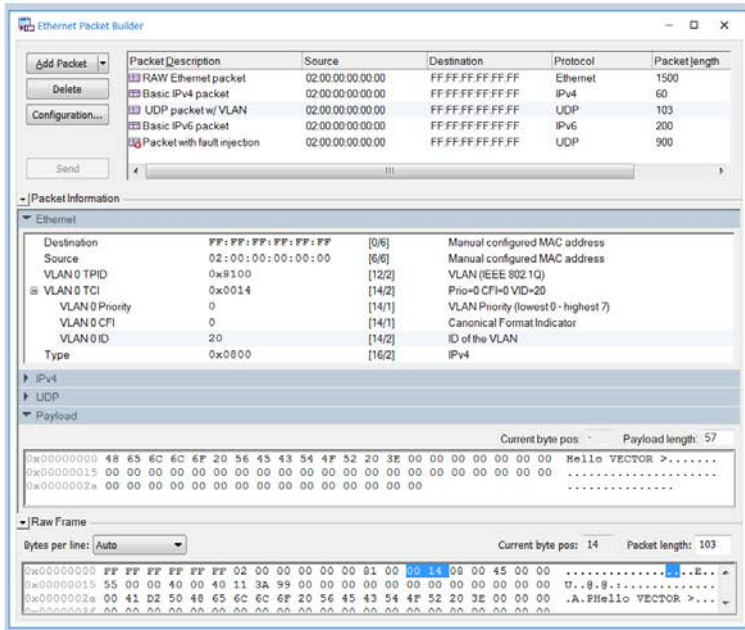 Ethernet Packet Builder
Add Packet
Delete
Configuration...
Send
Packet Description Source Destination Protocol Packet length
RAW Ethernet packet 02:00:00:00:00:00 FF:FF:FF:FF:FF:FF Ethernet 1500
Basic IPv4 packet 02:00:00:00:00:00 FF:FF:FF:FF:FF:FF IPv4 60
UDP packet w/ VLAN 02:00:00:00:00:00 FF:FF:FF:FF:FF:FF UDP 103
Basic IPv6 packet 02:00:00:00:00:00 FF:FF:FF:FF:FF:FF IPv6 200
Packet with fault injection 02:00:00:00:00:00 FF:FF:FF:FF:FF:FF UDP 900
Packet Information
Ethernet
Destination FF:FF:FF:FF:FF:FF [0/6] Manual configured MAC address
Source 02:00:00:00:00:00 [6/6] Manual configured MAC address
VLAN 0 TPID 0x8100 [12/2] VLAN (IEEE 802.1Q)
VLAN 0 TCI 0x0014 [14/2] Prio=0 CFI=0 VID=20
VLAN 0 Priority 0 [14/1] VLAN Priority (lowest 0 - highest 7)
VLAN 0 CFI 0 [14/1] Canonical Format Indicator
VLAN 0 ID 20 [14/2] ID of the VLAN
Type 0x0800 [16/2] IPv4
IPv4
UDP
Payload
Current byte pos: - Payload length: 57
0x00000000 48 65 6C 6C 6F 20 56 45 43 54 4F 52 20 3E 00 00 00 00 00 00 00 Hello VECTOR >.......
0x00000015 00 00 00 00 00 00 00 00 00 00 00 00 00 00 00 00 00 00 00 00 00 .....................
0x0000002a 00 00 00 00 00 00 00 00 00 00 00 00 00 00 00 ...............
Raw Frame
Bytes per line: Auto Current byte pos: 14 Packet length: 103
0x00000000 FF FF FF FF FF FF 02 00 00 00 00 00 81 00 00 14 08 00 45 00 00 ..................E..
0x00000015 55 00 00 40 00 40 11 3A 99 00 00 00 00 00 00 00 00 00 00 00 00 U..@.@.:.............
0x0000002a 00 41 D2 50 48 65 6C 6C 6F 20 56 45 43 54 4F 52 20 3E 00 00 00 .A.PHello VECTOR >...